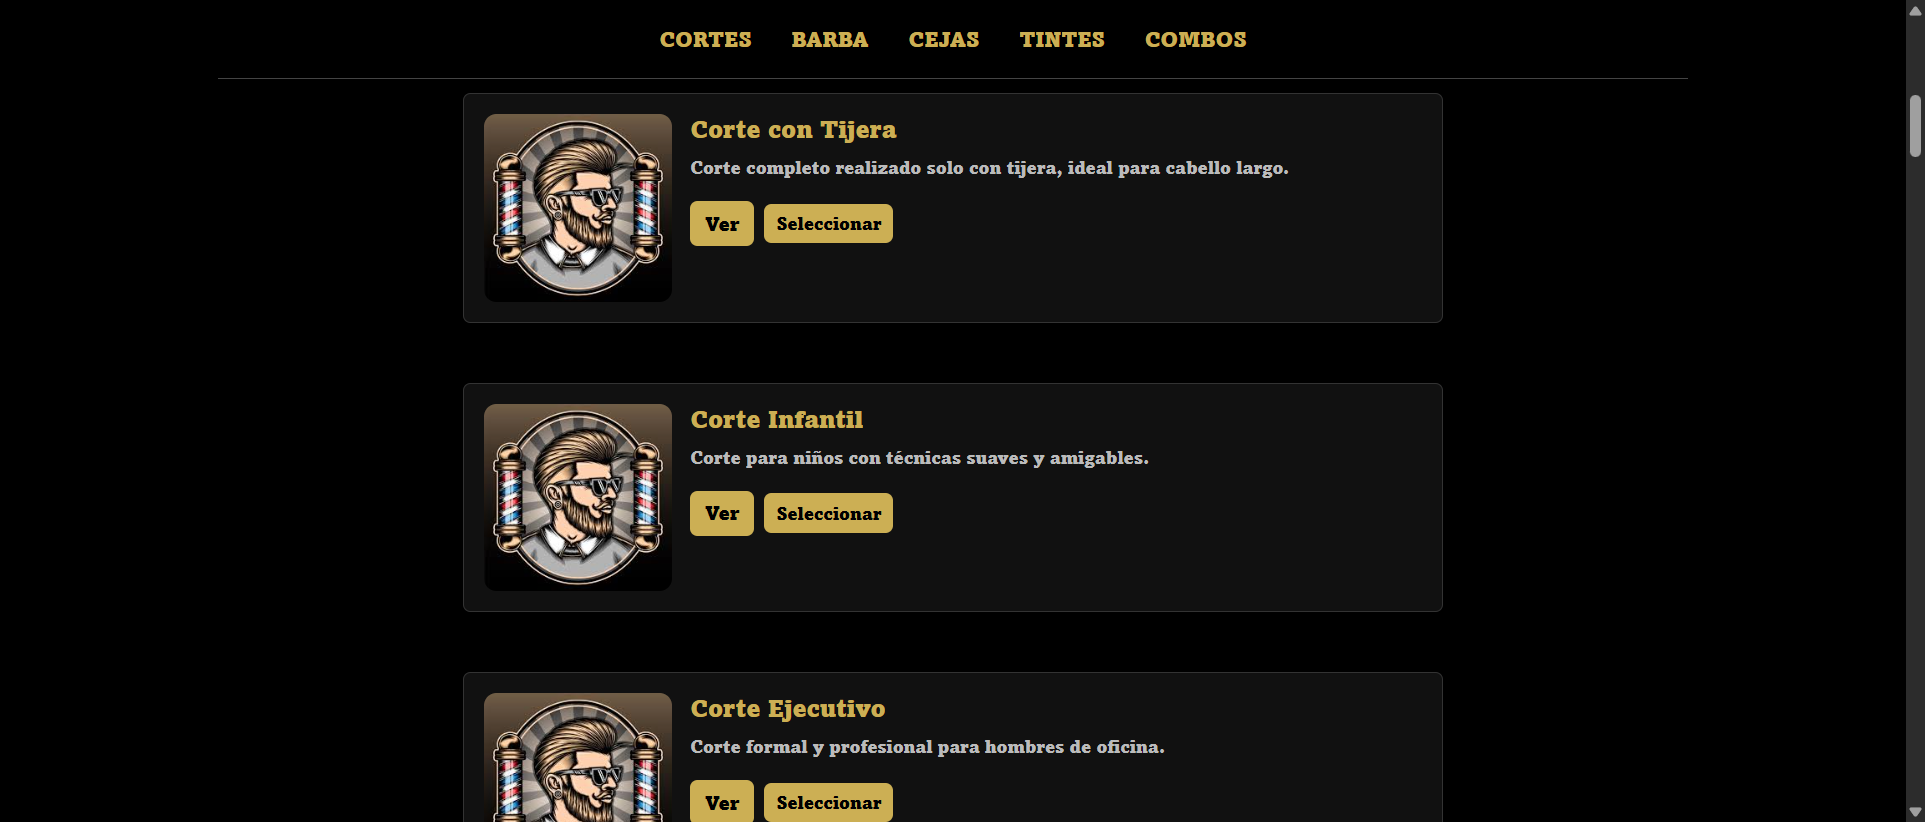 CORTES BARBA CEJAS TINTES COMBOS
Corte con Tijera
Corte completo realizado solo con tijera, ideal para cabello largo.
Ver Seleccionar
Corte Infantil
Corte para niños con técnicas suaves y amigables.
Ver Seleccionar
Corte Ejecutivo
Corte formal y profesional para hombres de oficina.
Ver Seleccionar